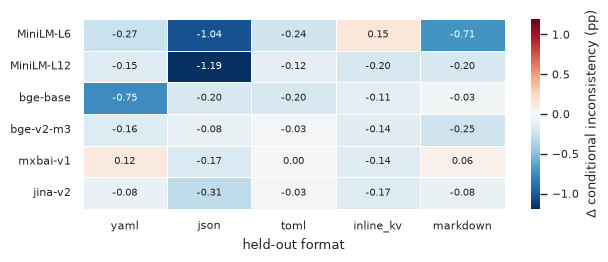 MiniLM-L6 -0.27 -1.04 -0.24 0.15 -0.71
MiniLM-L12 -0.15 -1.19 -0.12 -0.20 -0.20
bge-base -0.75 -0.20 -0.20 -0.11 -0.03
bge-v2-m3 -0.16 -0.08 -0.03 -0.14 -0.25
mxbai-v1 0.12 -0.17 0.00 -0.14 0.06
jina-v2 -0.08 -0.31 -0.03 -0.17 -0.08
yaml json toml inline_kv markdown
held-out format
1.0
0.5
0.0
−0.5
−1.0
Δ conditional inconsistency (pp)